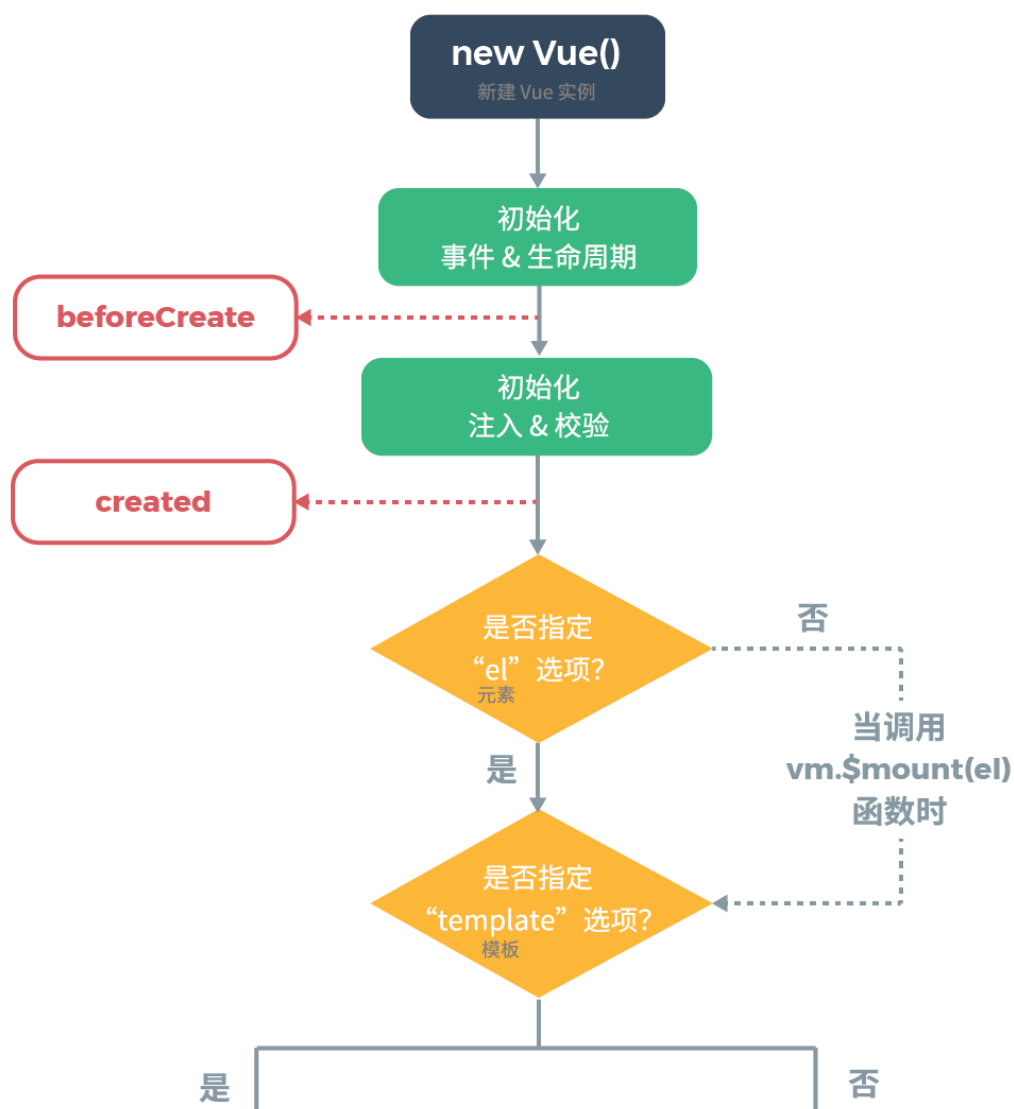 new Vue()
新建 Vue 实例
初始化
事件 & 生命周期
beforeCreate
初始化
注入 & 校验
created
是否指定
“el”选项？
元素
否
是
当调用
vm.$mount(el)
函数时
是否指定
“template”选项？
模板
是
否